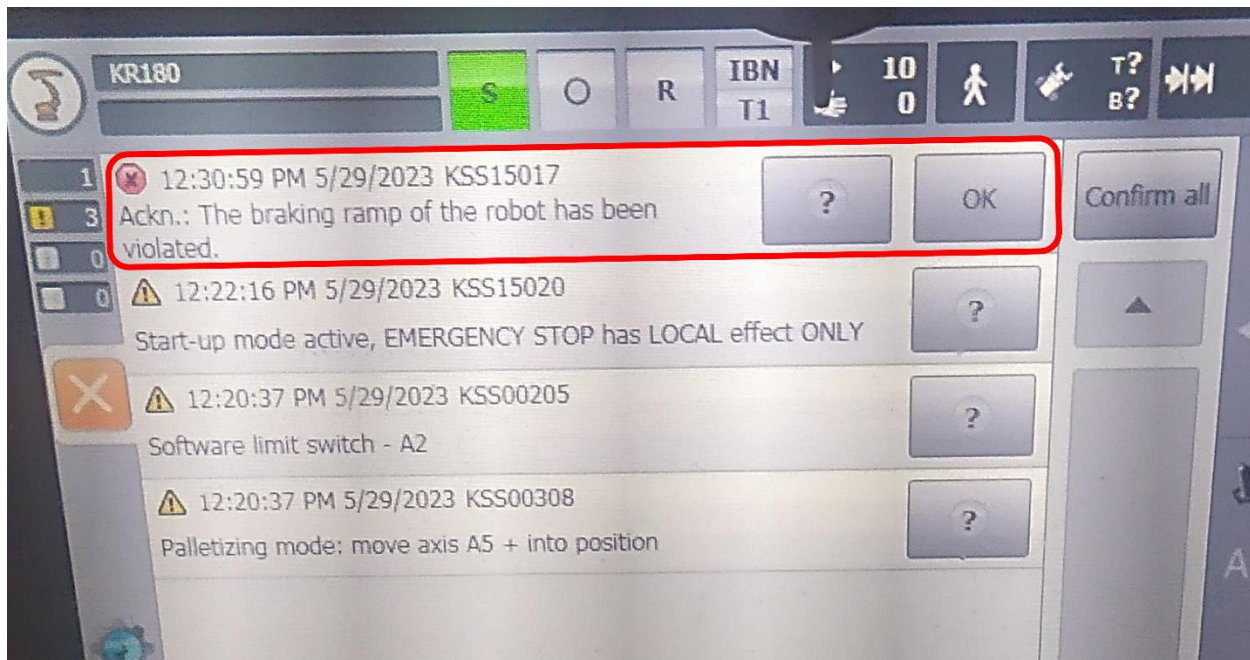 KR180
S
O
R
IBN
T1
10
0
T?
B?
1
12:30:59 PM 5/29/2023 KSS15017
?
OK
Confirm all
3
Ackn.: The braking ramp of the robot has been
violated.
0
12:22:16 PM 5/29/2023 KSS15020
?
0
Start-up mode active, EMERGENCY STOP has LOCAL effect ONLY
12:20:37 PM 5/29/2023 KSS00205
?
Software limit switch - A2
12:20:37 PM 5/29/2023 KSS00308
?
Palletizing mode: move axis A5 + into position
A